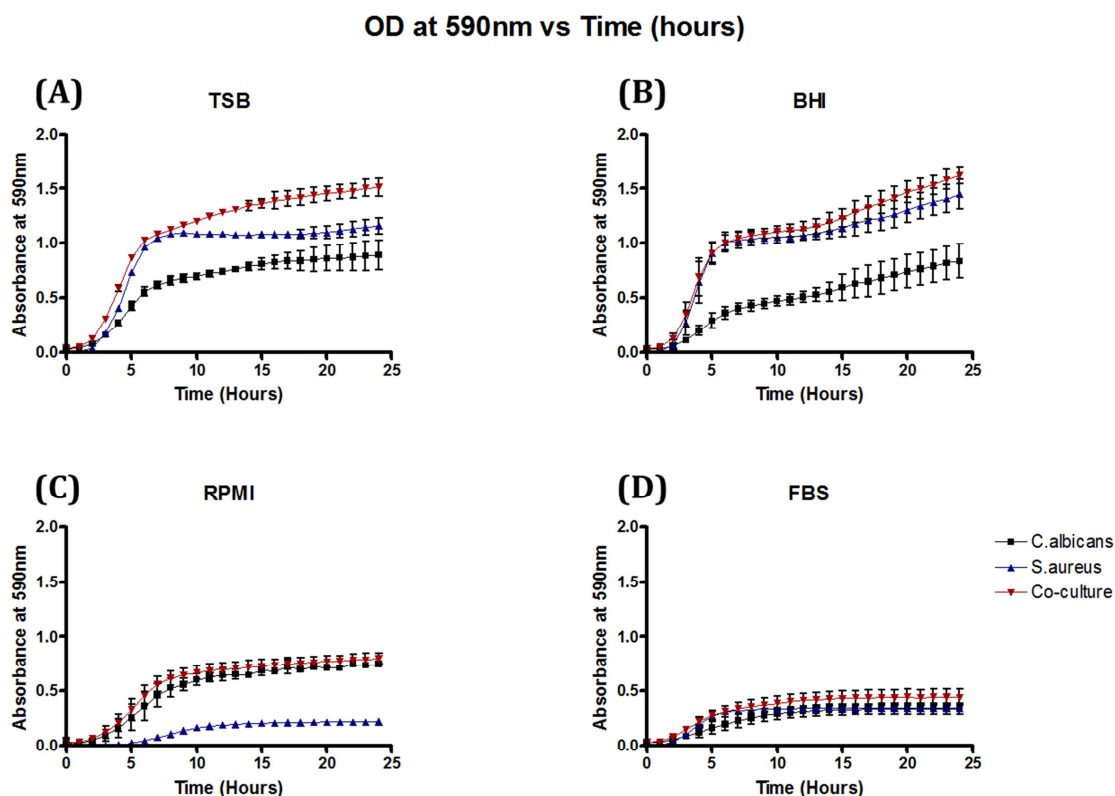 OD at 590nm vs Time (hours)
(A)
TSB
Absorbance at 590nm
2.0
1.5
1.0
0.5
0.0
0 5 10 15 20 25
Time (Hours)
(B)
BHI
Absorbance at 590nm
2.0
1.5
1.0
0.5
0.0
0 5 10 15 20 25
Time (Hours)
(C)
RPMI
Absorbance at 590nm
2.0
1.5
1.0
0.5
0.0
0 5 10 15 20 25
Time (Hours)
(D)
FBS
Absorbance at 590nm
2.0
1.5
1.0
0.5
0.0
0 5 10 15 20 25
Time (Hours)
C.albicans
S.aureus
Co-culture